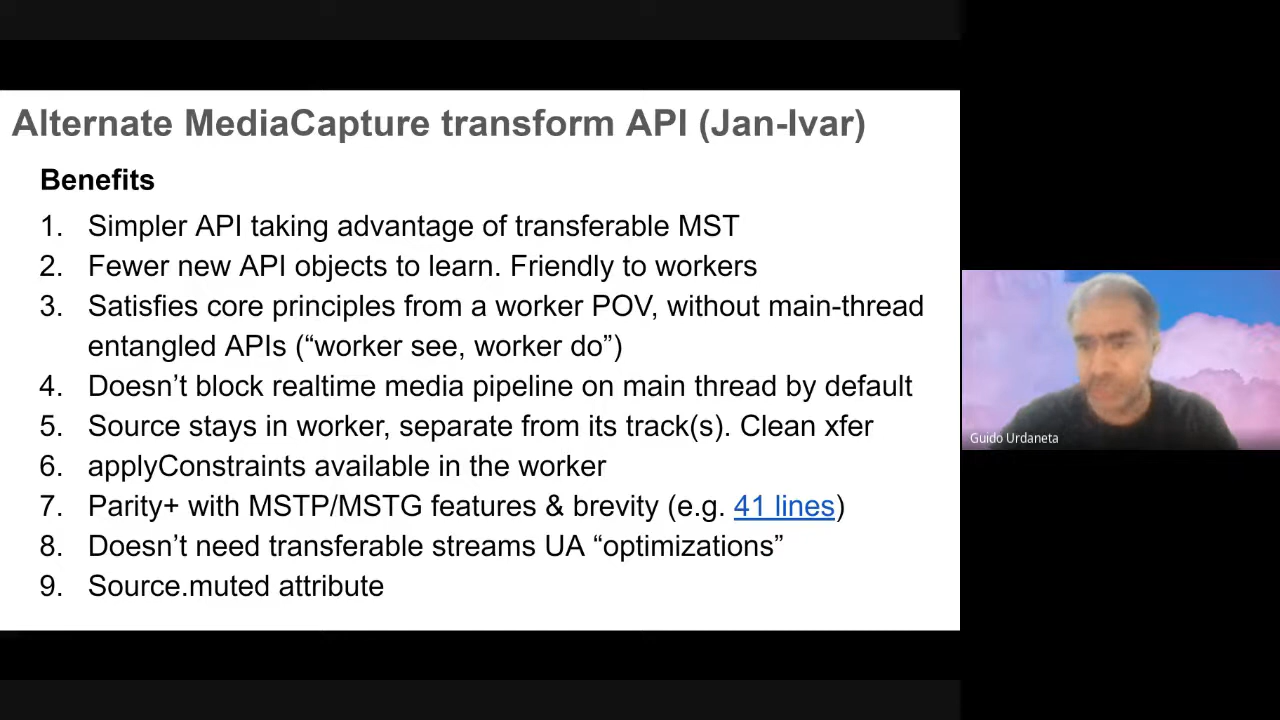 Alternate MediaCapture transform API (Jan-Ivar)
Benefits
1. Simpler API taking advantage of transferable MST
2. Fewer new API objects to learn. Friendly to workers
3. Satisfies core principles from a worker POV, without main-thread
entangled APIs (“worker see, worker do”)
4. Doesn’t block realtime media pipeline on main thread by default
5. Source stays in worker, separate from its track(s). Clean xfer
6. applyConstraints available in the worker
7. Parity+ with MSTP/MSTG features & brevity (e.g. 41 lines)
8. Doesn’t need transferable streams UA “optimizations”
9. Source.muted attribute
Guido Urdaneta